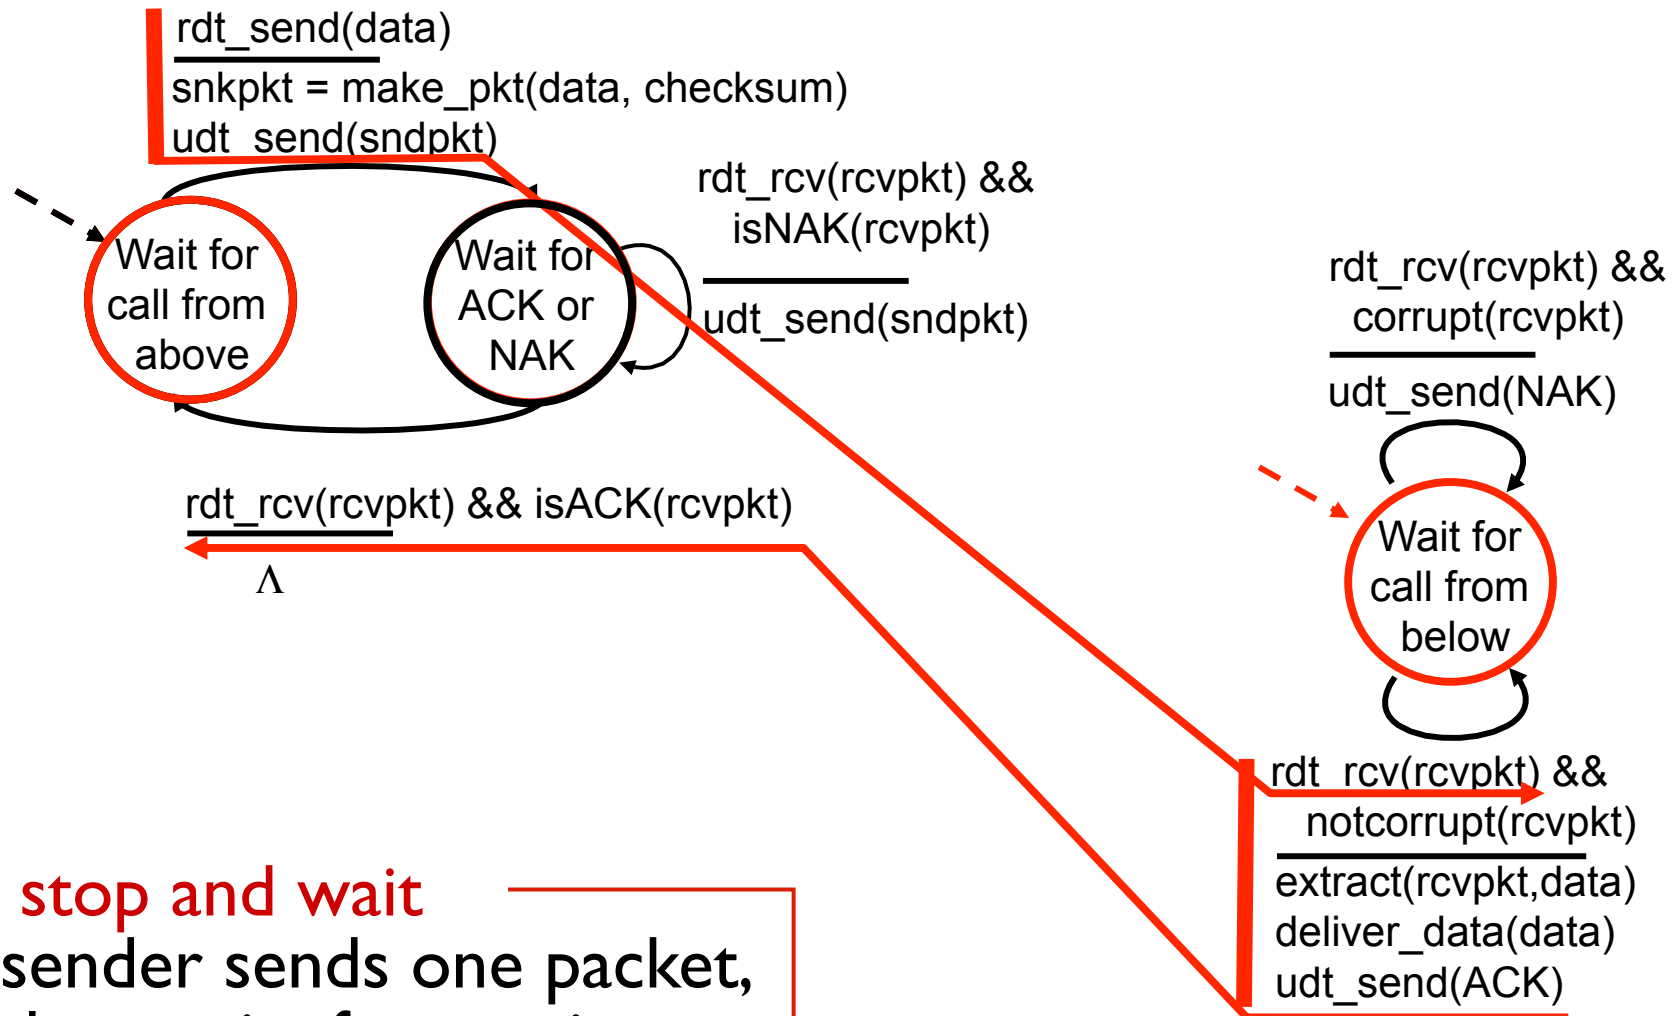 rdt_send(data)
snkpkt = make_pkt(data, checksum)
udt_send(sndpkt)
rdt_rcv(rcvpkt) &&
isNAK(rcvpkt)
udt_send(sndpkt)
Wait for
call from
above
Wait for
ACK or
NAK
rdt_rcv(rcvpkt) && isACK(rcvpkt)
Λ
rdt_rcv(rcvpkt) &&
corrupt(rcvpkt)
udt_send(NAK)
Wait for
call from
below
rdt_rcv(rcvpkt) &&
notcorrupt(rcvpkt)
extract(rcvpkt,data)
deliver_data(data)
udt_send(ACK)
stop and wait
sender sends one packet,